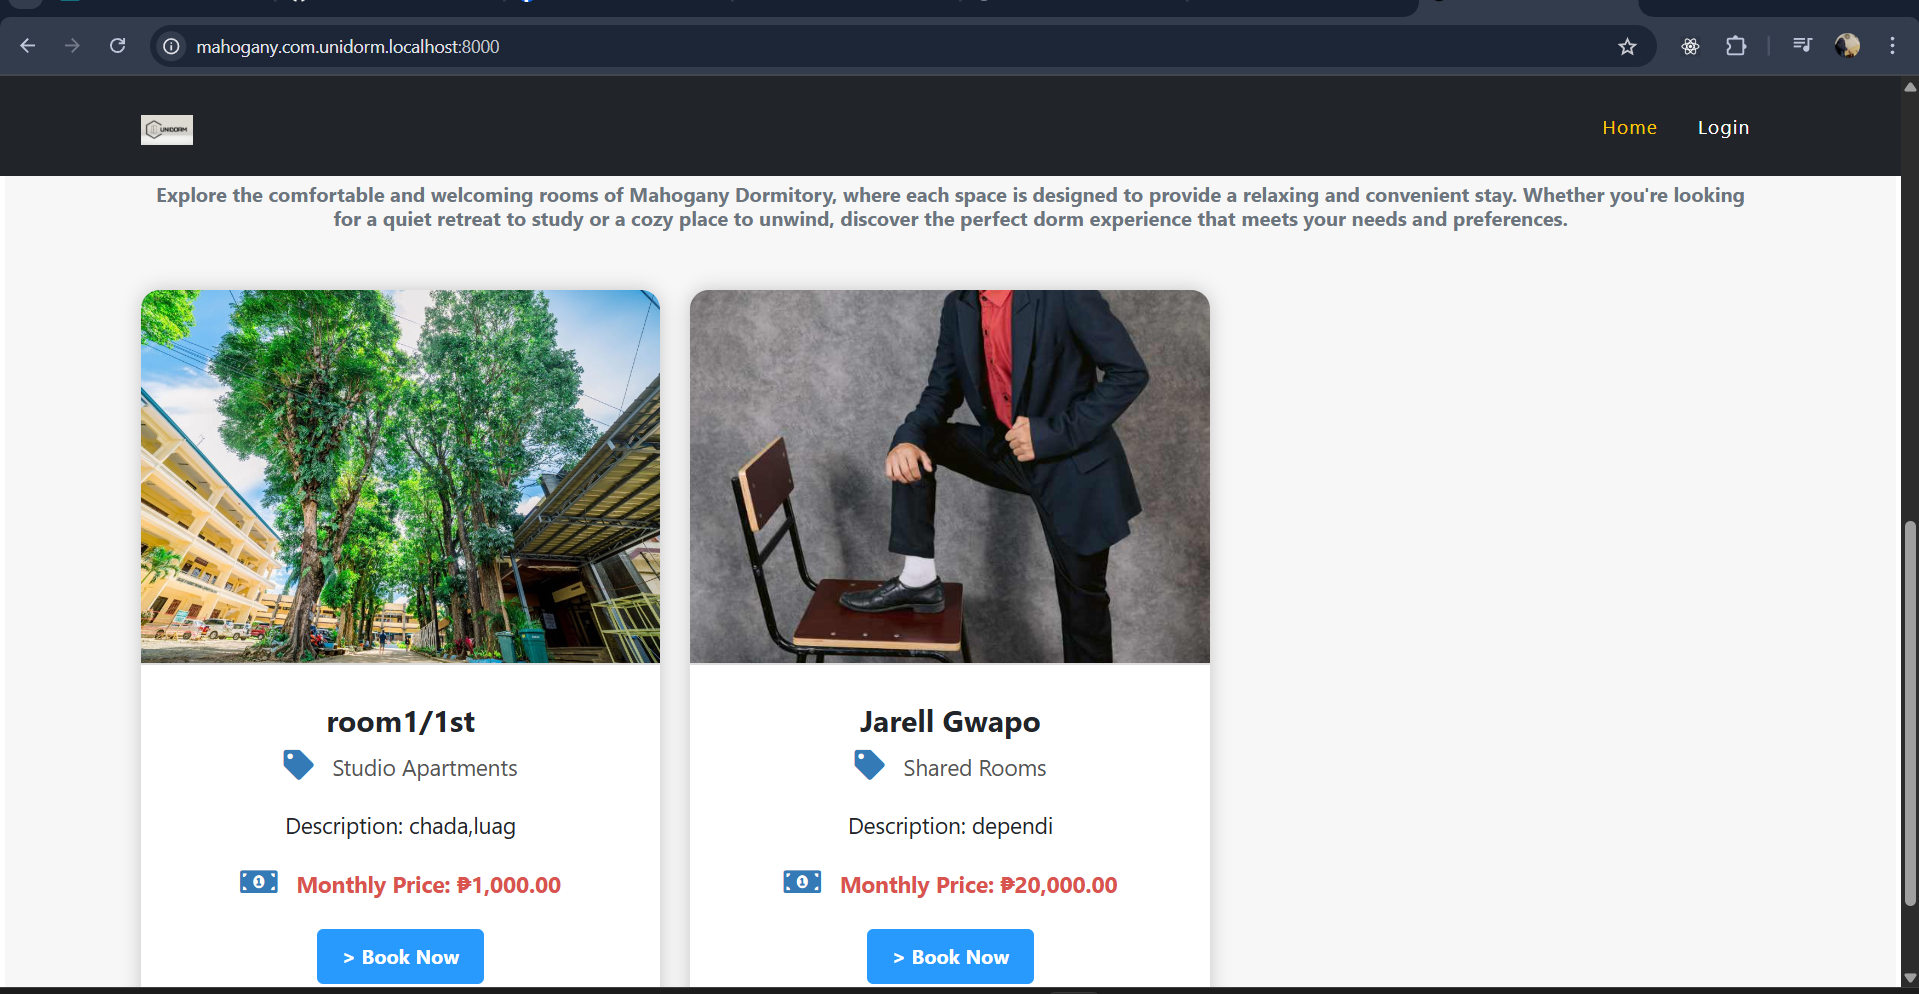 mahogany.com.unidorm.localhost:8000
UNIDORM
Home
Login
Explore the comfortable and welcoming rooms of Mahogany Dormitory, where each space is designed to provide a relaxing and convenient stay. Whether you're looking
for a quiet retreat to study or a cozy place to unwind, discover the perfect dorm experience that meets your needs and preferences.
room1/1st
Studio Apartments
Description: chada,luag
1 Monthly Price: ₱1,000.00
> Book Now
Jarell Gwapo
Shared Rooms
Description: dependi
1 Monthly Price: ₱20,000.00
> Book Now